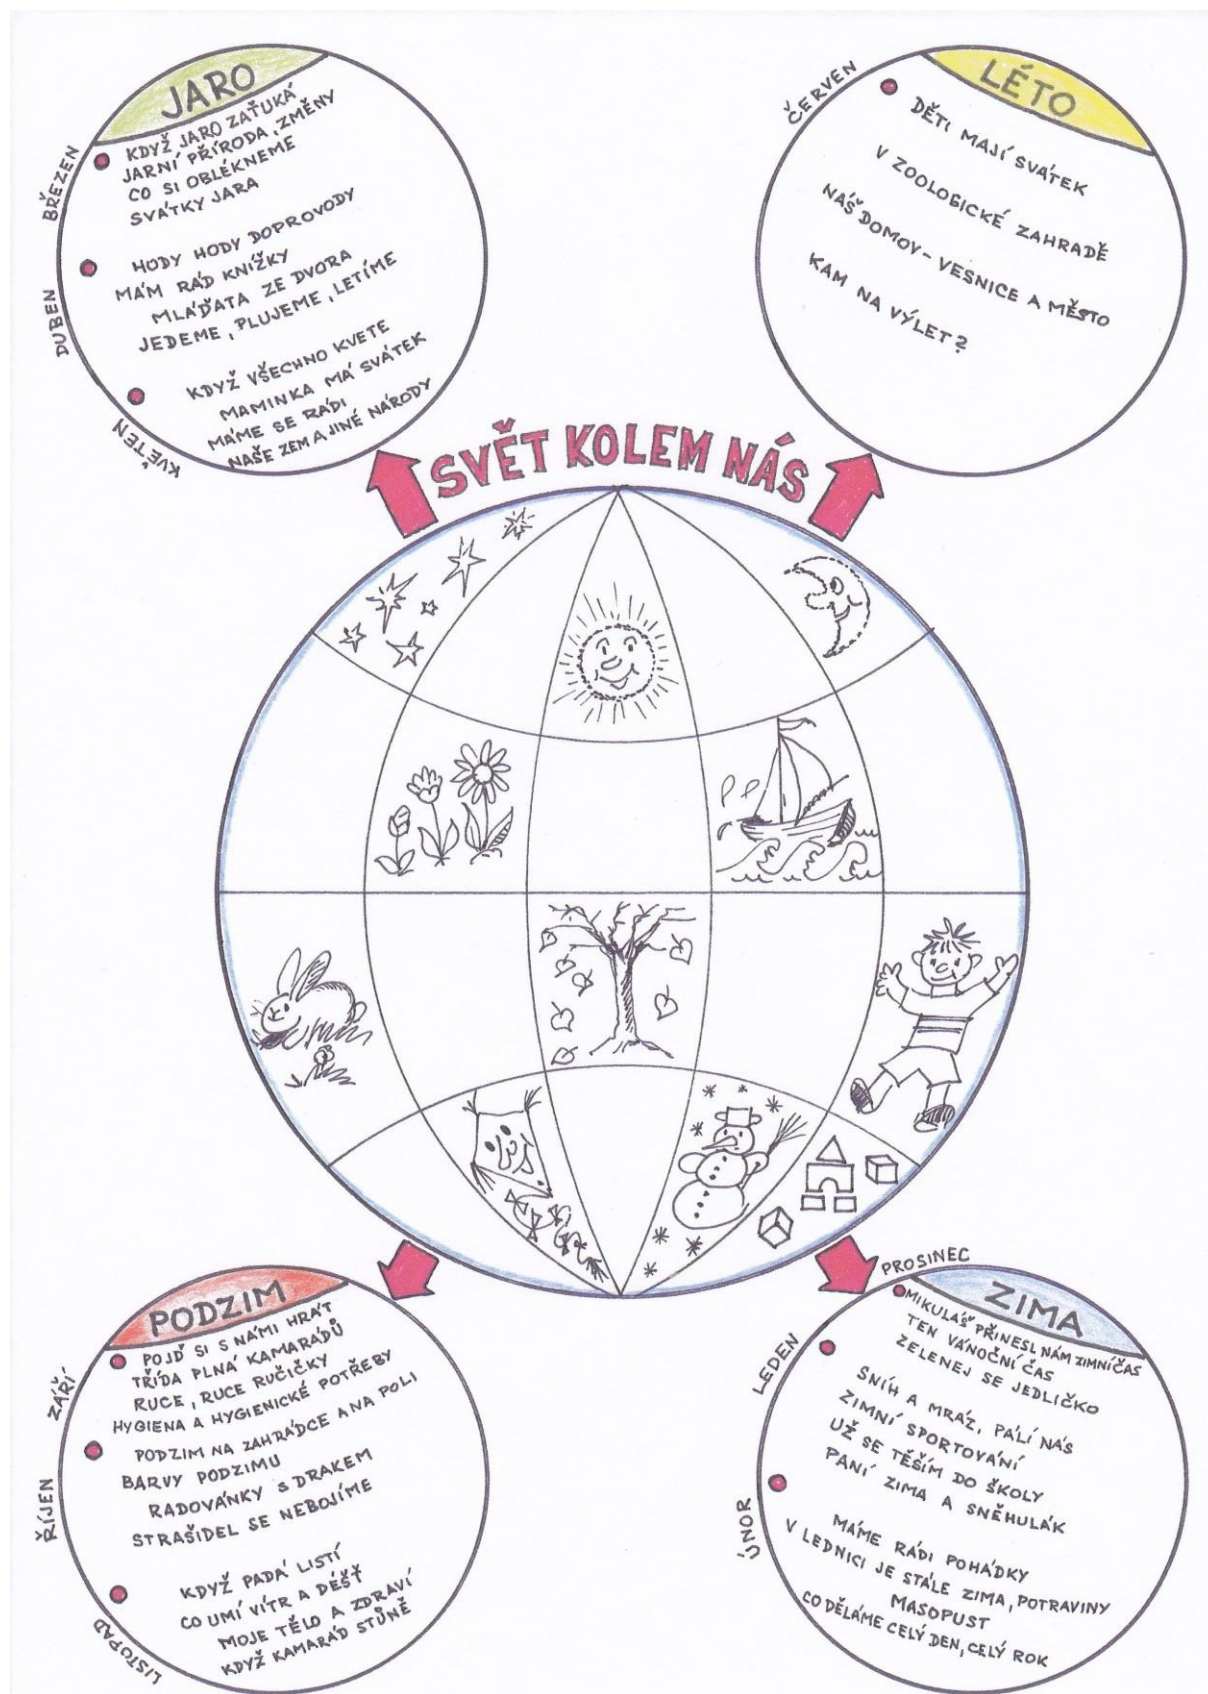 JARO
BŘEZEN
KDYŽ JARO ZAŤUKÁ
JARNÍ PŘÍRODA, ZMĚNY
CO SI OBLÉKNEME
SVÁTKY JARA
DUBEN
HODY HODY DOPROVODY
MÁM RÁD KNÍŽKY
MLÁĎATA ZE DVORA
JEDEME, PLUJEME, LETÍME
KVĚTEN
KDYŽ VŠECHNO KVETE
MAMINKA MÁ SVÁTEK
MÁME SE RÁDI
NAŠE ZEM A JINÉ NÁRODY
LÉTO
ČERVEN
DĚTI MAJÍ SVÁTEK
V ZOOLOGICKÉ ZAHRADĚ
NÁŠ DOMOV - VESNICE A MĚSTO
KAM NA VÝLET?
SVĚT KOLEM NÁS
PODZIM
ZÁŘÍ
POJĎ SI S NÁMI HRÁT
TŘÍDA PLNÁ KAMARÁDŮ
RUCE, RUCE RUČIČKY
HYGIENA A HYGIENICKÉ POTŘEBY
ŘÍJEN
PODZIM NA ZAHRÁDCE A NA POLI
BARVY PODZIMU
RADOVÁNKY S DRAKEM
STRAŠIDEL SE NEBOJÍME
LISTOPAD
KDYŽ PADÁ LISTÍ
CO UMÍ VÍTR A DÉŠŤ
MOJE TĚLO A ZDRAVÍ
KDYŽ KAMARÁD STŮNĚ
ZIMA
PROSINEC
MIKULÁŠ PŘINESL NÁM ZIMNÍ ČAS
TEN VÁNOČNÍ ČAS
ZELENEJ SE JEDLIČKO
LEDEN
SNÍH A MRÁZ, PÁLÍ NÁS
ZIMNÍ SPORTOVÁNÍ
UŽ SE TĚŠÍM DO ŠKOLY
PANÍ ZIMA A SNĚHULÁK
ÚNOR
MÁME RÁDI POHÁDKY
V LEDNICI JE STÁLE ZIMA, POTRAVINY
MASOPUST
CO DĚLÁME CELÝ DEN, CELÝ ROK